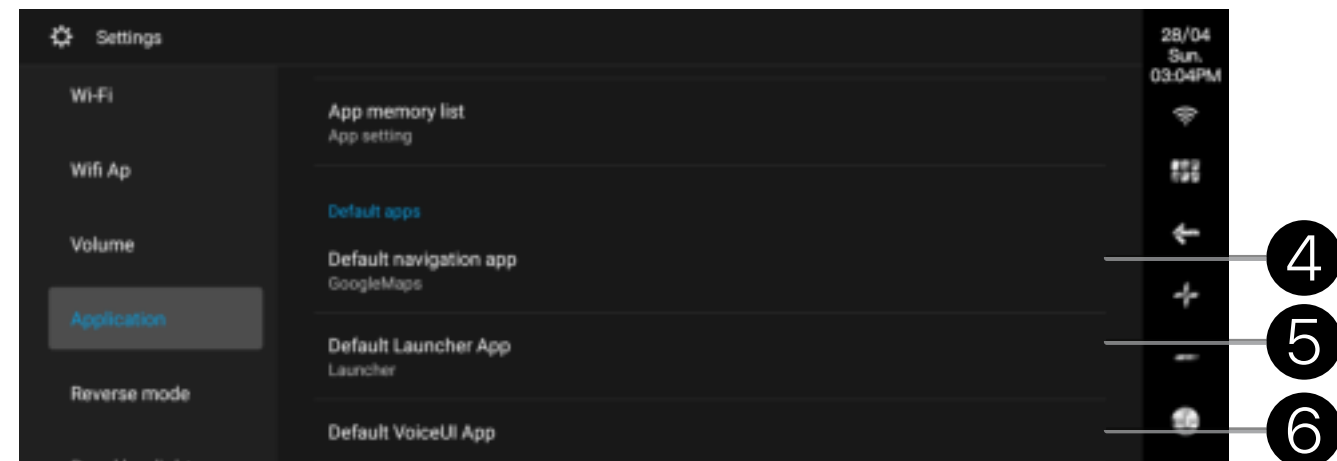 Settings
28/04
Sun.
03:04PM
Wi-Fi
Wifi Ap
Volume
Application
Reverse mode
App memory list
App setting
Default apps
Default navigation app
GoogleMaps
Default Launcher App
Launcher
Default VoiceUI App
4
5
6